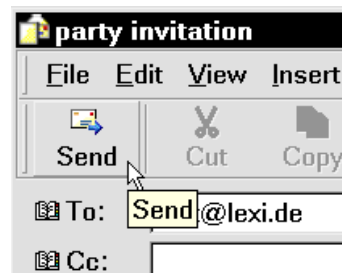 party invitation
File Edit View Insert
Send Cut Copy
Send
To: @lexi.de
Cc: